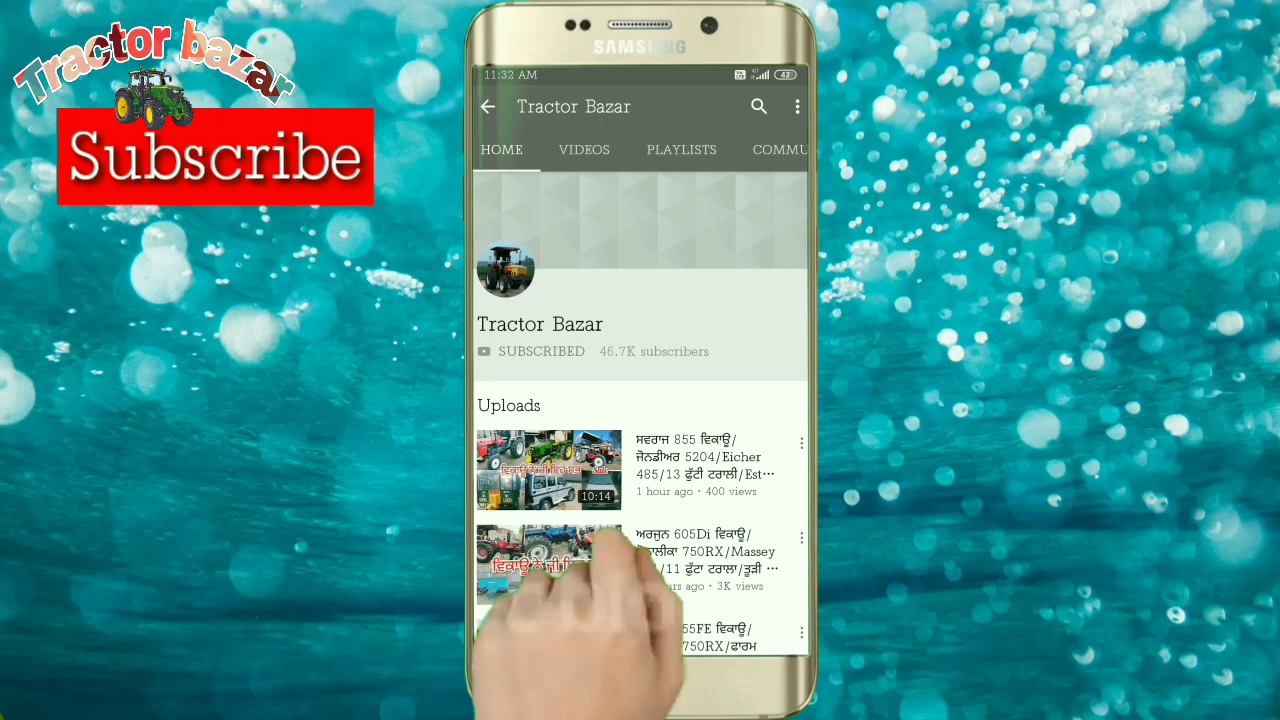 Tractor bazar
Subscribe
SAMSUNG
11:32 AM
42
Tractor Bazar
HOME VIDEOS PLAYLISTS COMMU
Tractor Bazar
SUBSCRIBED 46.7K subscribers
Uploads
ਸਵਰਾਜ 855 ਵਿਕਾਊ/
ਜੋਨਡੀਅਰ 5204/Eicher
485/13 ਫੁੱਟੀ ਟਰਾਲੀ/Est...
10:14
1 hour ago • 400 views
ਅਰਜੁਨ 605Di ਵਿਕਾਊ/
750RX/Massey
/11 ਫੁੱਟਾ ਟਰਾਲਾ/ਤੂੜੀ ...
ago • 3K views
55FE ਵਿਕਾਊ/
750RX/ਫਾਰਮ